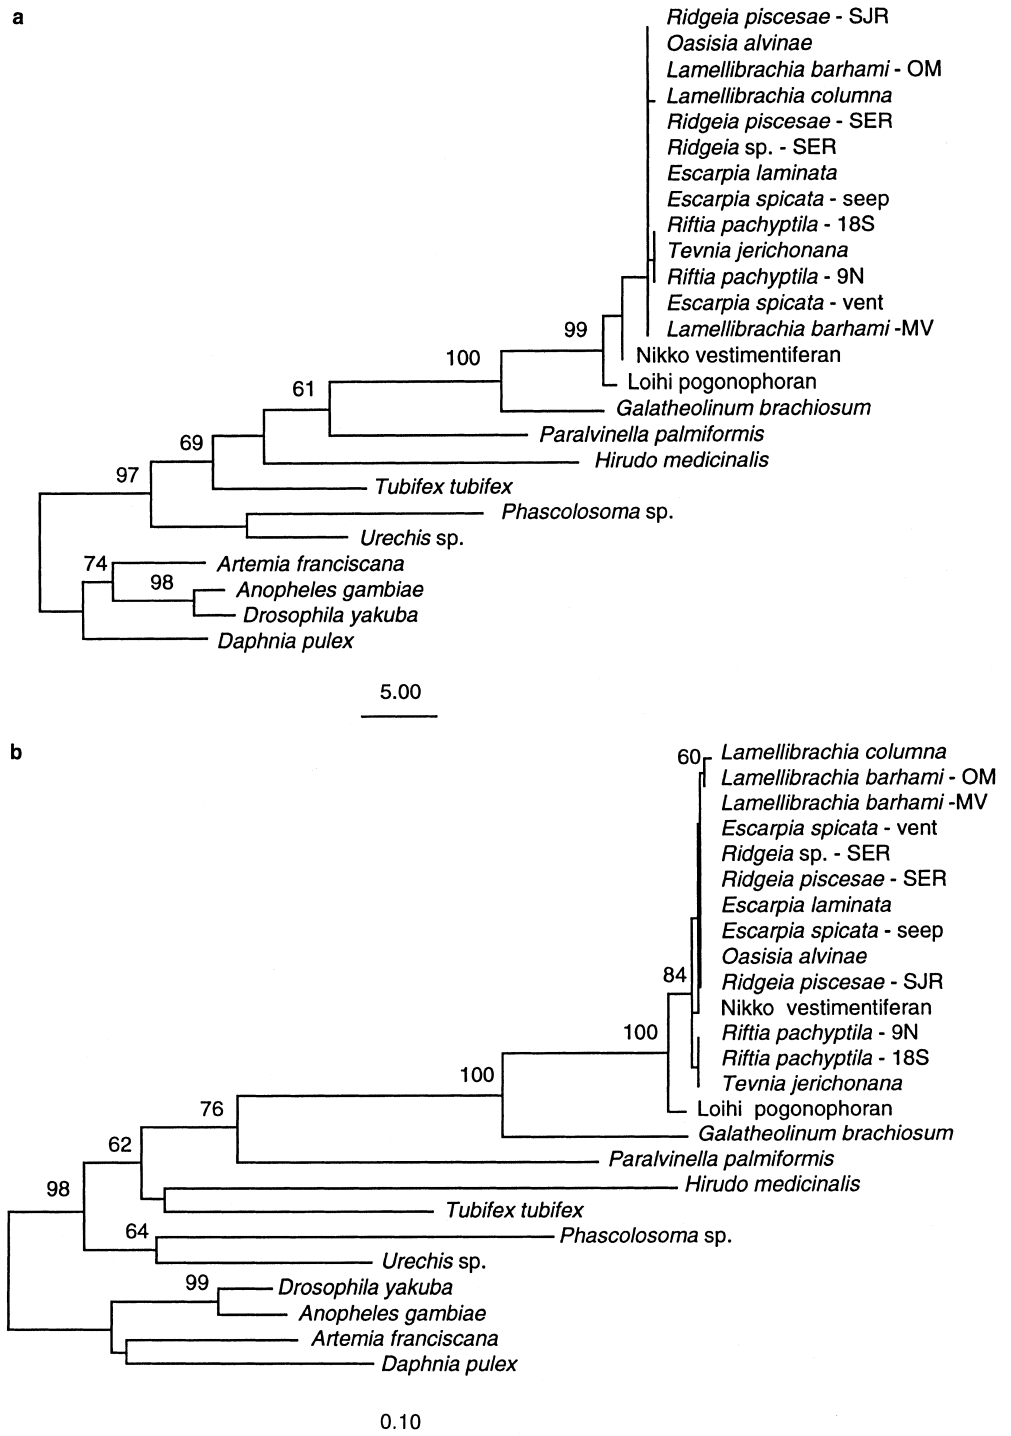 a
Ridgeia piscesae - SJR
Oasisia alvinae
Lamellibrachia barhami - OM
Lamellibrachia columna
Ridgeia piscesae - SER
Ridgeia sp. - SER
Escarpia laminata
Escarpia spicata - seep
Riftia pachyptila - 18S
Tevnia jerichonana
Riftia pachyptila - 9N
Escarpia spicata - vent
99
Lamellibrachia barhami -MV
Nikko vestimentiferan
100
Loihi pogonophoran
61
Galatheolinum brachiosum
Paralvinella palmiformis
69
Hirudo medicinalis
97
Tubifex tubifex
Phascolosoma sp.
Urechis sp.
74
Artemia franciscana
98
Anopheles gambiae
Drosophila yakuba
Daphnia pulex
5.00
b
60
Lamellibrachia columna
Lamellibrachia barhami - OM
Lamellibrachia barhami -MV
Escarpia spicata - vent
Ridgeia sp. - SER
Ridgeia piscesae - SER
Escarpia laminata
Escarpia spicata - seep
Oasisia alvinae
84
Ridgeia piscesae - SJR
Nikko vestimentiferan
100
Riftia pachyptila - 9N
Riftia pachyptila - 18S
100
Tevnia jerichonana
76
Loihi pogonophoran
Galatheolinum brachiosum
62
Paralvinella palmiformis
98
Hirudo medicinalis
Tubifex tubifex
64
Phascolosoma sp.
Urechis sp.
99
Drosophila yakuba
Anopheles gambiae
Artemia franciscana
Daphnia pulex
0.10